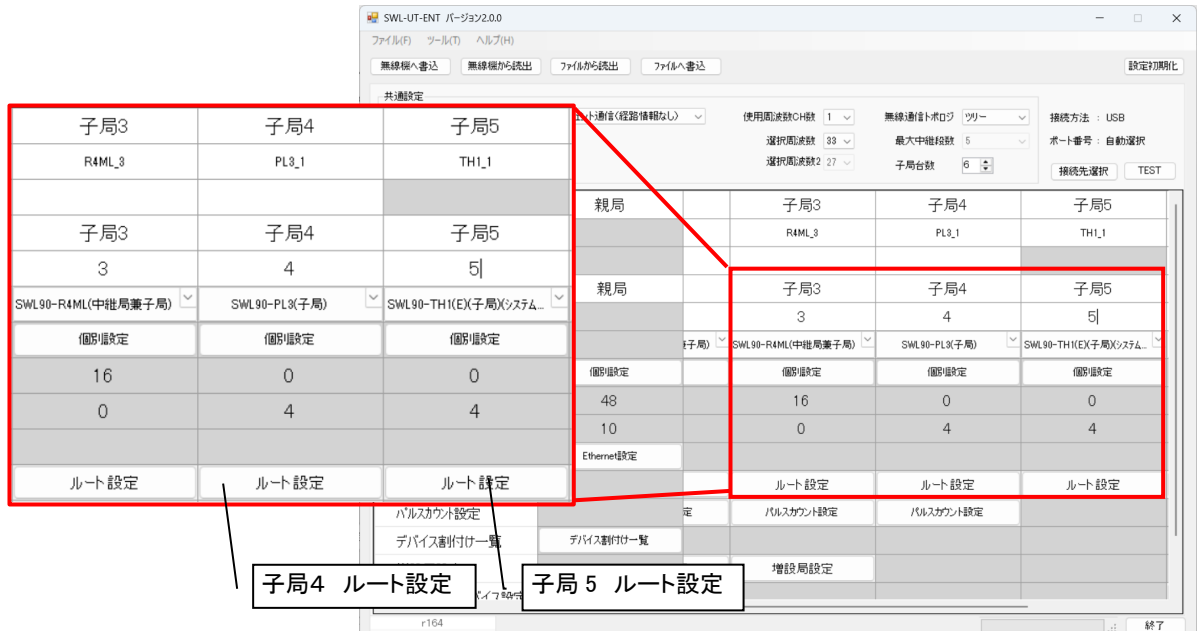 SWL-UT-ENT バージョン2.0.0
ファイル(F) ツール(T) ヘルプ(H)
無線機へ書込 無線機から読出 ファイルから読出 ファイルへ書込 設定初期化
共通設定
ット通信(経路情報なし) 使用周波数CH数 1 無線通信トポロジ ツリー 接続方法 : USB
選択周波数 33 最大中継段数 5 ポート番号 : 自動選択
選択周波数2 27 子局台数 6 接続先選択 TEST
子局3 子局4 子局5
R4ML_3 PL3_1 TH1_1
子局3 子局4 子局5
3 4 5
SWL90-R4ML(中継局兼子局) SWL90-PL3(子局) SWL90-TH1(E)(子局)(システム...
個別設定 個別設定 個別設定
16 0 0
0 4 4
ルート設定 ルート設定 ルート設定
親局 子局3 子局4 子局5
R4ML_3 PL3_1 TH1_1
親局 子局3 子局4 子局5
3 4 5
兼子局) SWL90-R4ML(中継局兼子局) SWL90-PL3(子局) SWL90-TH1(E)(子局)(システム...
個別設定 個別設定 個別設定 個別設定
48 16 0 0
10 0 4 4
Ethernet設定
ルート設定 ルート設定 ルート設定
パルスカウント設定 定 パルスカウント設定 パルスカウント設定
デバイス割付け一覧 デバイス割付け一覧
増設局設定
子局4 ルート設定 子局5 ルート設定
r164 終了